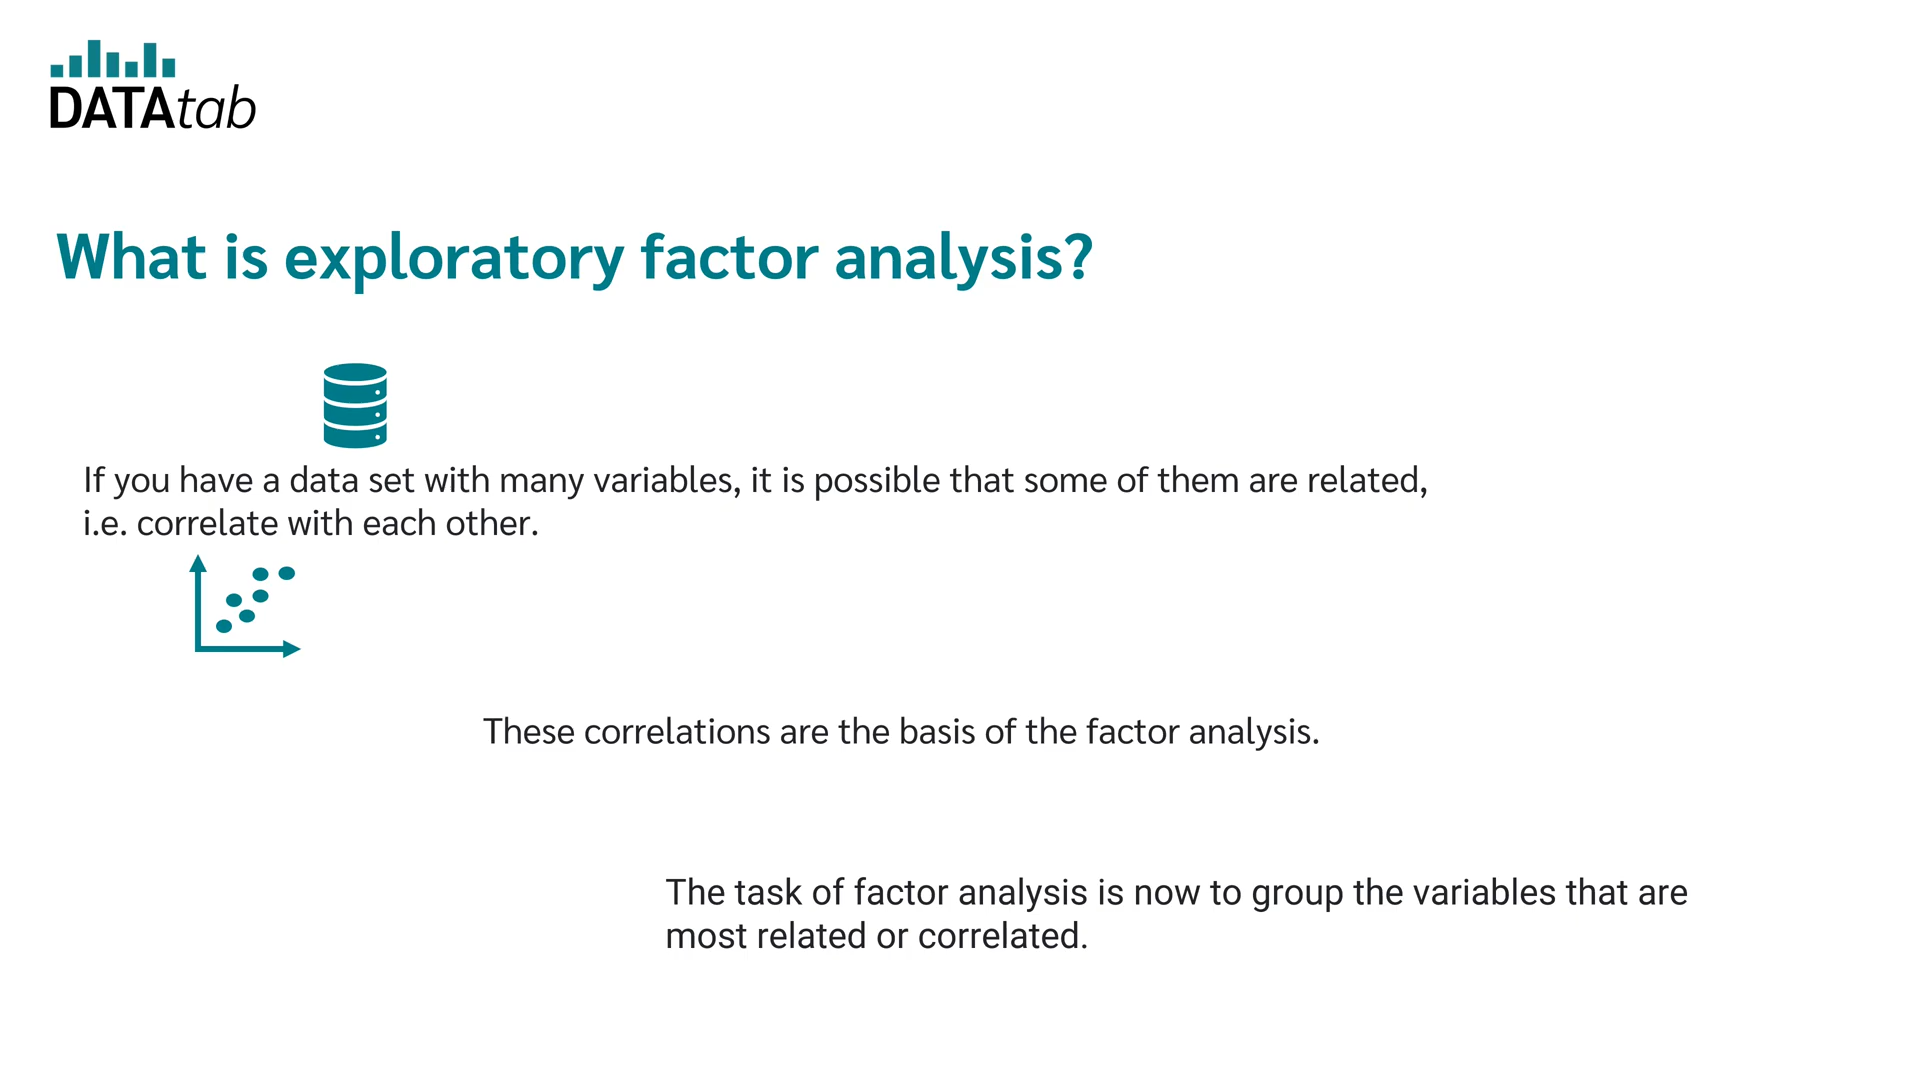 DATAtab
What is exploratory factor analysis?
If you have a data set with many variables, it is possible that some of them are related,
i.e. correlate with each other.
These correlations are the basis of the factor analysis.
The task of factor analysis is now to group the variables that are
most related or correlated.